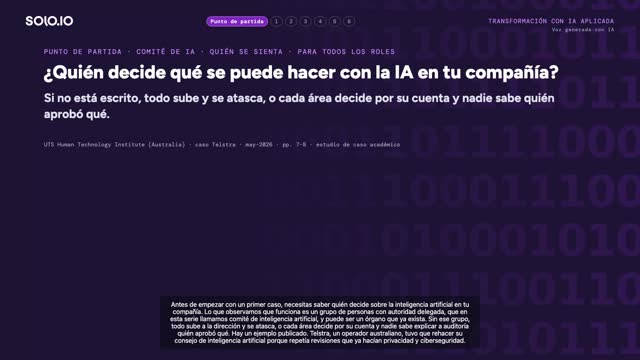 SOLO.IO
Punto de partida 1 2 3 4 5 6
TRANSFORMACIÓN CON IA APLICADA
Voz generada con IA
PUNTO DE PARTIDA · COMITÉ DE IA · QUIÉN SE SIENTA · PARA TODOS LOS ROLES
¿Quién decide qué se puede hacer con la IA en tu compañía?
Si no está escrito, todo sube y se atasca, o cada área decide por su cuenta y nadie sabe quién
aprobó qué.
UTS Human Technology Institute (Australia) · caso Telstra · may-2026 · pp. 7-8 · estudio de caso académico
Antes de empezar con un primer caso, necesitas saber quién decide sobre la inteligencia artificial en tu
compañía. Lo que observamos que funciona es un grupo de personas con autoridad delegada, que en
esta serie llamamos comité de inteligencia artificial, y puede ser un órgano que ya exista. Sin ese grupo,
todo sube a la dirección y se atasca, o cada área decide por su cuenta y nadie sabe explicar a auditoría
quién aprobó qué. Hay un ejemplo publicado. Telstra, un operador australiano, tuvo que rehacer su
consejo de inteligencia artificial porque repetía revisiones que ya hacían privacidad y ciberseguridad.